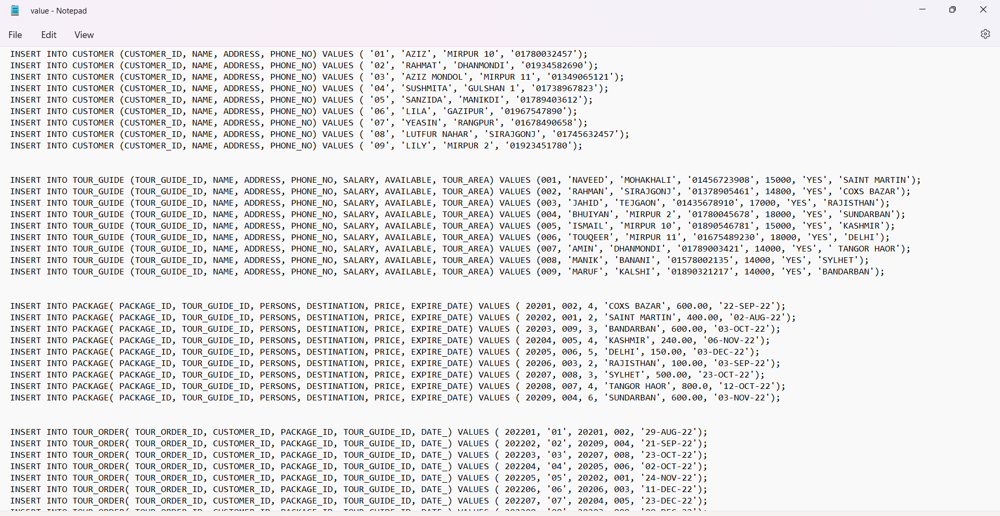 value - Notepad
File Edit View
INSERT INTO CUSTOMER (CUSTOMER_ID, NAME, ADDRESS, PHONE_NO) VALUES ( '01', 'AZIZ', 'MIRPUR 10', '01780032457');
INSERT INTO CUSTOMER (CUSTOMER_ID, NAME, ADDRESS, PHONE_NO) VALUES ( '02', 'RAHMAT', 'DHANMONDI', '01934582690');
INSERT INTO CUSTOMER (CUSTOMER_ID, NAME, ADDRESS, PHONE_NO) VALUES ( '03', 'AZIZ MONDOL', 'MIRPUR 11', '01349065121');
INSERT INTO CUSTOMER (CUSTOMER_ID, NAME, ADDRESS, PHONE_NO) VALUES ( '04', 'SUSHMITA', 'GULSHAN 1', '01738967823');
INSERT INTO CUSTOMER (CUSTOMER_ID, NAME, ADDRESS, PHONE_NO) VALUES ( '05', 'SANZIDA', 'MANIKDI', '01789403612');
INSERT INTO CUSTOMER (CUSTOMER_ID, NAME, ADDRESS, PHONE_NO) VALUES ( '06', 'LILA', 'GAZIPUR', '01967547890');
INSERT INTO CUSTOMER (CUSTOMER_ID, NAME, ADDRESS, PHONE_NO) VALUES ( '07', 'YEASIN', 'RANGPUR', '01678490658');
INSERT INTO CUSTOMER (CUSTOMER_ID, NAME, ADDRESS, PHONE_NO) VALUES ( '08', 'LUTFUR NAHAR', 'SIRAJGONJ', '01745632457');
INSERT INTO CUSTOMER (CUSTOMER_ID, NAME, ADDRESS, PHONE_NO) VALUES ( '09', 'LILY', 'MIRPUR 2', '01923451780');
INSERT INTO TOUR_GUIDE (TOUR_GUIDE_ID, NAME, ADDRESS, PHONE_NO, SALARY, AVAILABLE, TOUR_AREA) VALUES (001, 'NAVEED', 'MOHAKHALI', '01456723908', 15000, 'YES', 'SAINT MARTIN');
INSERT INTO TOUR_GUIDE (TOUR_GUIDE_ID, NAME, ADDRESS, PHONE_NO, SALARY, AVAILABLE, TOUR_AREA) VALUES (002, 'RAHMAN', 'SIRAJGONJ', '01378905461', 14800, 'YES', 'COXS BAZAR');
INSERT INTO TOUR_GUIDE (TOUR_GUIDE_ID, NAME, ADDRESS, PHONE_NO, SALARY, AVAILABLE, TOUR_AREA) VALUES (003, 'JAHID', 'TEJGAON', '01435678910', 17000, 'YES', 'RAJISTHAN');
INSERT INTO TOUR_GUIDE (TOUR_GUIDE_ID, NAME, ADDRESS, PHONE_NO, SALARY, AVAILABLE, TOUR_AREA) VALUES (004, 'BHUIYAN', 'MIRPUR 2', '01780045678', 18000, 'YES', 'SUNDARBAN');
INSERT INTO TOUR_GUIDE (TOUR_GUIDE_ID, NAME, ADDRESS, PHONE_NO, SALARY, AVAILABLE, TOUR_AREA) VALUES (005, 'ISMAIL', 'MIRPUR 10', '01890546781', 15000, 'YES', 'KASHMIR');
INSERT INTO TOUR_GUIDE (TOUR_GUIDE_ID, NAME, ADDRESS, PHONE_NO, SALARY, AVAILABLE, TOUR_AREA) VALUES (006, 'TOUQEER', 'MIRPUR 11', '01675489230', 18000, 'YES', 'DELHI');
INSERT INTO TOUR_GUIDE (TOUR_GUIDE_ID, NAME, ADDRESS, PHONE_NO, SALARY, AVAILABLE, TOUR_AREA) VALUES (007, 'AMIN', 'DHANMONDI', '01789003421', 14000, 'YES', ' TANGOR HAOR');
INSERT INTO TOUR_GUIDE (TOUR_GUIDE_ID, NAME, ADDRESS, PHONE_NO, SALARY, AVAILABLE, TOUR_AREA) VALUES (008, 'MANIK', 'BANANI', '01578002135', 14000, 'YES', 'SYLHET');
INSERT INTO TOUR_GUIDE (TOUR_GUIDE_ID, NAME, ADDRESS, PHONE_NO, SALARY, AVAILABLE, TOUR_AREA) VALUES (009, 'MARUF', 'KALSHI', '01890321217', 14000, 'YES', 'BANDARBAN');
INSERT INTO PACKAGE( PACKAGE_ID, TOUR_GUIDE_ID, PERSONS, DESTINATION, PRICE, EXPIRE_DATE) VALUES ( 20201, 002, 4, 'COXS BAZAR', 600.00, '22-SEP-22');
INSERT INTO PACKAGE( PACKAGE_ID, TOUR_GUIDE_ID, PERSONS, DESTINATION, PRICE, EXPIRE_DATE) VALUES ( 20202, 001, 2, 'SAINT MARTIN', 400.00, '02-AUG-22');
INSERT INTO PACKAGE( PACKAGE_ID, TOUR_GUIDE_ID, PERSONS, DESTINATION, PRICE, EXPIRE_DATE) VALUES ( 20203, 009, 3, 'BANDARBAN', 600.00, '03-OCT-22');
INSERT INTO PACKAGE( PACKAGE_ID, TOUR_GUIDE_ID, PERSONS, DESTINATION, PRICE, EXPIRE_DATE) VALUES ( 20204, 005, 4, 'KASHMIR', 240.00, '06-NOV-22');
INSERT INTO PACKAGE( PACKAGE_ID, TOUR_GUIDE_ID, PERSONS, DESTINATION, PRICE, EXPIRE_DATE) VALUES ( 20205, 006, 5, 'DELHI', 150.00, '03-DEC-22');
INSERT INTO PACKAGE( PACKAGE_ID, TOUR_GUIDE_ID, PERSONS, DESTINATION, PRICE, EXPIRE_DATE) VALUES ( 20206, 003, 2, 'RAJISTHAN', 100.00, '03-SEP-22');
INSERT INTO PACKAGE( PACKAGE_ID, TOUR_GUIDE_ID, PERSONS, DESTINATION, PRICE, EXPIRE_DATE) VALUES ( 20207, 008, 3, 'SYLHET', 500.00, '23-OCT-22');
INSERT INTO PACKAGE( PACKAGE_ID, TOUR_GUIDE_ID, PERSONS, DESTINATION, PRICE, EXPIRE_DATE) VALUES ( 20208, 007, 4, 'TANGOR HAOR', 800.0, '12-OCT-22');
INSERT INTO PACKAGE( PACKAGE_ID, TOUR_GUIDE_ID, PERSONS, DESTINATION, PRICE, EXPIRE_DATE) VALUES ( 20209, 004, 6, 'SUNDARBAN', 600.00, '03-NOV-22');
INSERT INTO TOUR_ORDER( TOUR_ORDER_ID, CUSTOMER_ID, PACKAGE_ID, TOUR_GUIDE_ID, DATE_) VALUES ( 202201, '01', 20201, 002, '29-AUG-22');
INSERT INTO TOUR_ORDER( TOUR_ORDER_ID, CUSTOMER_ID, PACKAGE_ID, TOUR_GUIDE_ID, DATE_) VALUES ( 202202, '02', 20209, 004, '21-SEP-22');
INSERT INTO TOUR_ORDER( TOUR_ORDER_ID, CUSTOMER_ID, PACKAGE_ID, TOUR_GUIDE_ID, DATE_) VALUES ( 202203, '03', 20207, 008, '23-OCT-22');
INSERT INTO TOUR_ORDER( TOUR_ORDER_ID, CUSTOMER_ID, PACKAGE_ID, TOUR_GUIDE_ID, DATE_) VALUES ( 202204, '04', 20205, 006, '02-OCT-22');
INSERT INTO TOUR_ORDER( TOUR_ORDER_ID, CUSTOMER_ID, PACKAGE_ID, TOUR_GUIDE_ID, DATE_) VALUES ( 202205, '05', 20202, 001, '24-NOV-22');
INSERT INTO TOUR_ORDER( TOUR_ORDER_ID, CUSTOMER_ID, PACKAGE_ID, TOUR_GUIDE_ID, DATE_) VALUES ( 202206, '06', 20206, 003, '11-DEC-22');
INSERT INTO TOUR_ORDER( TOUR_ORDER_ID, CUSTOMER_ID, PACKAGE_ID, TOUR_GUIDE_ID, DATE_) VALUES ( 202207, '07', 20204, 005, '23-DEC-22');